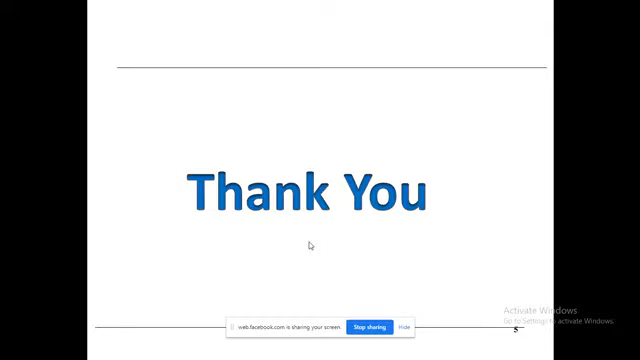 Thank You
Activate Windows
Go to Settings to activate Windows.
web.facebook.com is sharing your screen
Stop sharing
Hide
5